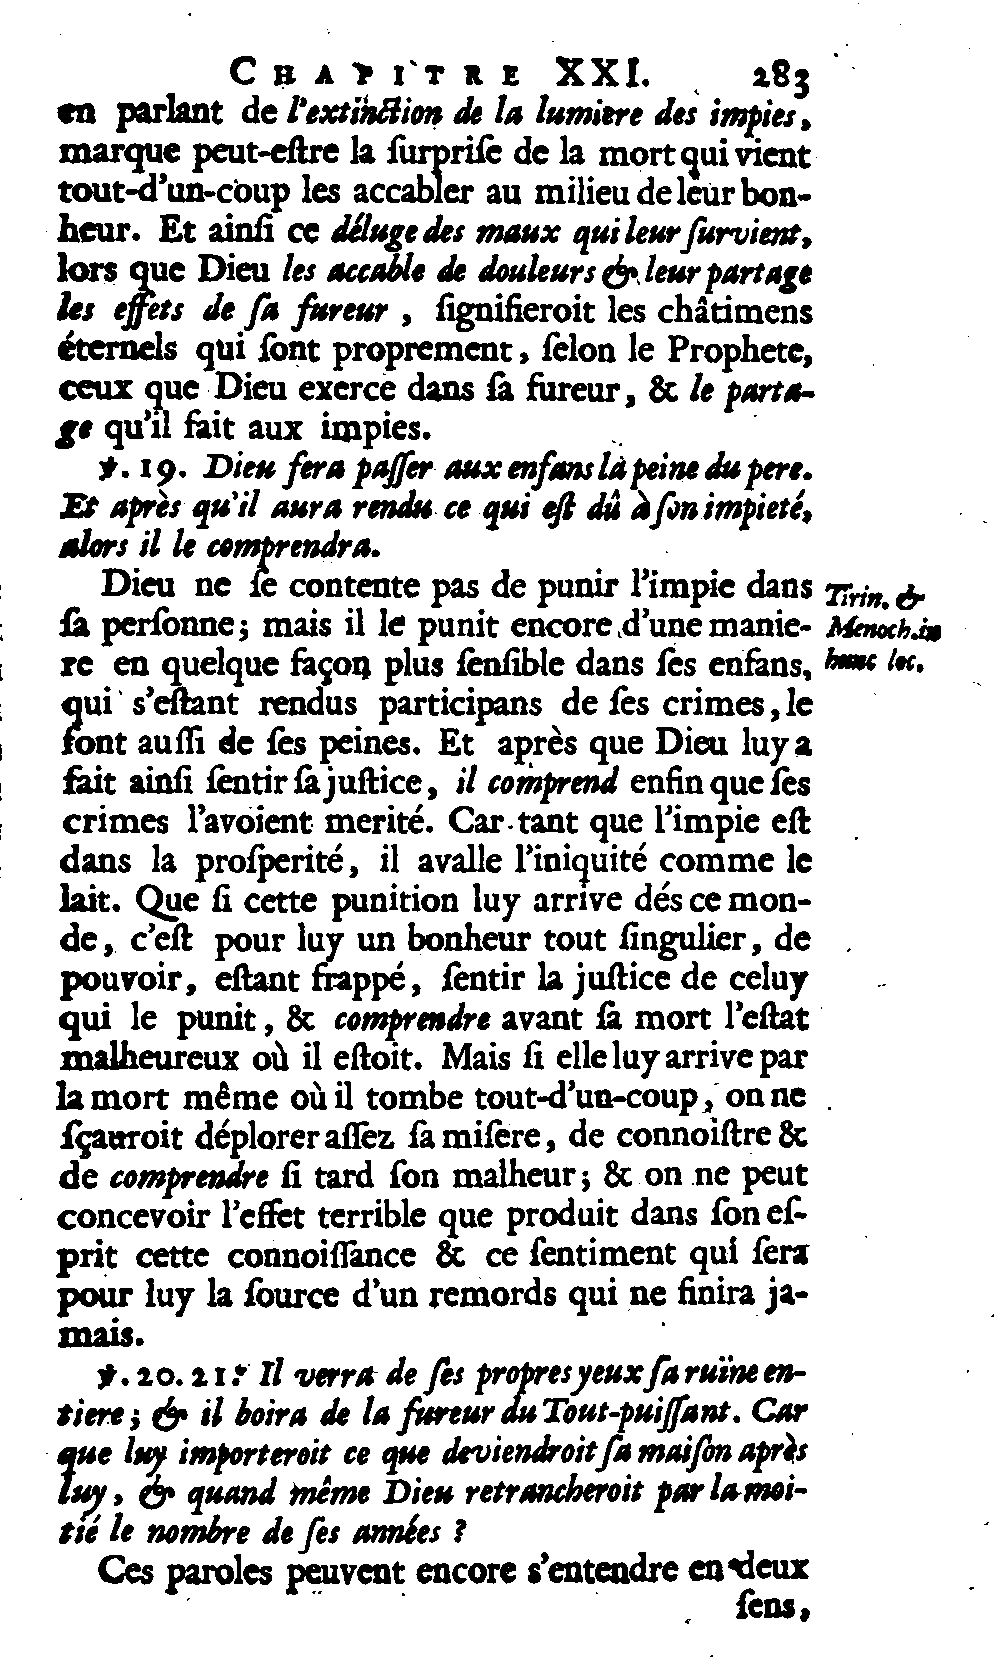 CHAPITRE XXI. 283
en parlant de l'extinction de la lumiere des impies,
marque peut-eſtre la ſurpriſe de la mort qui vient
tout-d'un-coup les accabler au milieu de leur bon-
heur. Et ainſi ce déluge des maux qui leur ſurvient,
lors que Dieu les accable de douleurs & leur partage
les effets de ſa fureur, ſignifieroit les châtimens
éternels qui ſont proprement, ſelon le Prophete,
ceux que Dieu exerce dans ſa fureur, & le parta-
ge qu'il fait aux impies.
℣. 19. Dieu fera paſſer aux enfans la peine du pere.
Et après qu'il aura rendu ce qui eſt dû à ſon impieté,
alors il le comprendra.
Dieu ne ſe contente pas de punir l'impie dans
ſa perſonne; mais il le punit encore d'une manie-
re en quelque façon plus ſenſible dans ſes enfans,
qui s'eſtant rendus participans de ſes crimes, le
ſont auſſi de ſes peines. Et après que Dieu luy a
fait ainſi ſentir ſa juſtice, il comprend enfin que ſes
crimes l'avoient merité. Car tant que l'impie eſt
dans la proſperité, il avalle l'iniquité comme le
lait. Que ſi cette punition luy arrive dés ce mon-
de, c'eſt pour luy un bonheur tout ſingulier, de
pouvoir, eſtant frappé, ſentir la juſtice de celuy
qui le punit, & comprendre avant ſa mort l'eſtat
malheureux où il eſtoit. Mais ſi elle luy arrive par
la mort même où il tombe tout-d'un-coup, on ne
ſçauroit déplorer aſſez ſa miſere, de connoiſtre &
de comprendre ſi tard ſon malheur; & on ne peut
concevoir l'effet terrible que produit dans ſon eſ-
prit cette connoiſſance & ce ſentiment qui ſera
pour luy la ſource d'un remords qui ne finira ja-
mais.
℣. 20. 21. Il verra de ſes propres yeux ſa ruïne en-
tiere; & il boira de la fureur du Tout-puiſſant. Car
que luy importeroit ce que deviendroit ſa maiſon après
luy, & quand même Dieu retrancheroit par la moi-
tié le nombre de ſes années ?
Ces paroles peuvent encore s'entendre en deux
ſens,
Tirin. &
Menoch. in
hunc loc.